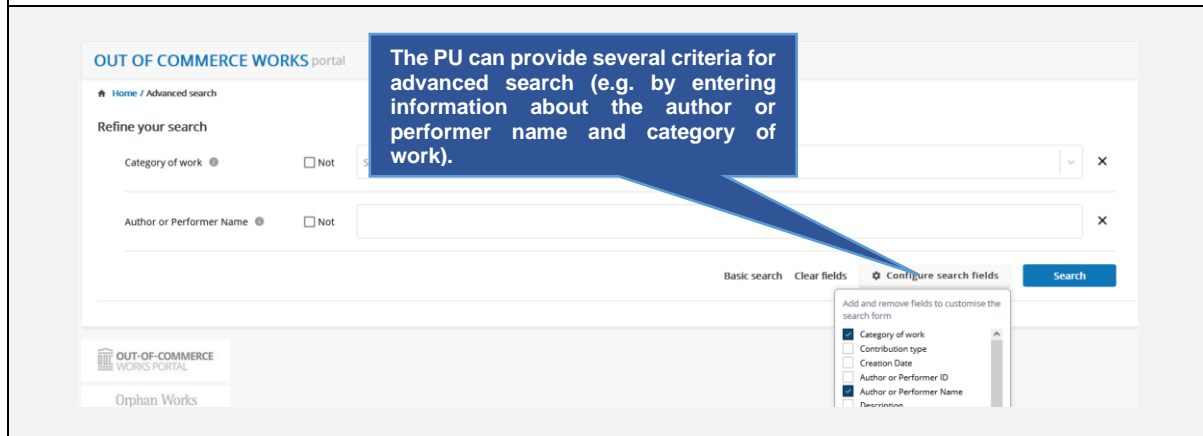 OUT OF COMMERCE WORKS portal
The PU can provide several criteria for
advanced search (e.g. by entering
information about the author or
performer name and category of
work).
Home / Advanced search
Refine your search
Category of work
Not
Author or Performer Name
Not
Basic search Clear fields Configure search fields Search
Add and remove fields to customise the
search form
Category of work
Contribution type
Creation Date
Author or Performer ID
Author or Performer Name
Description
OUT-OF-COMMERCE
WORKS PORTAL
Orphan Works